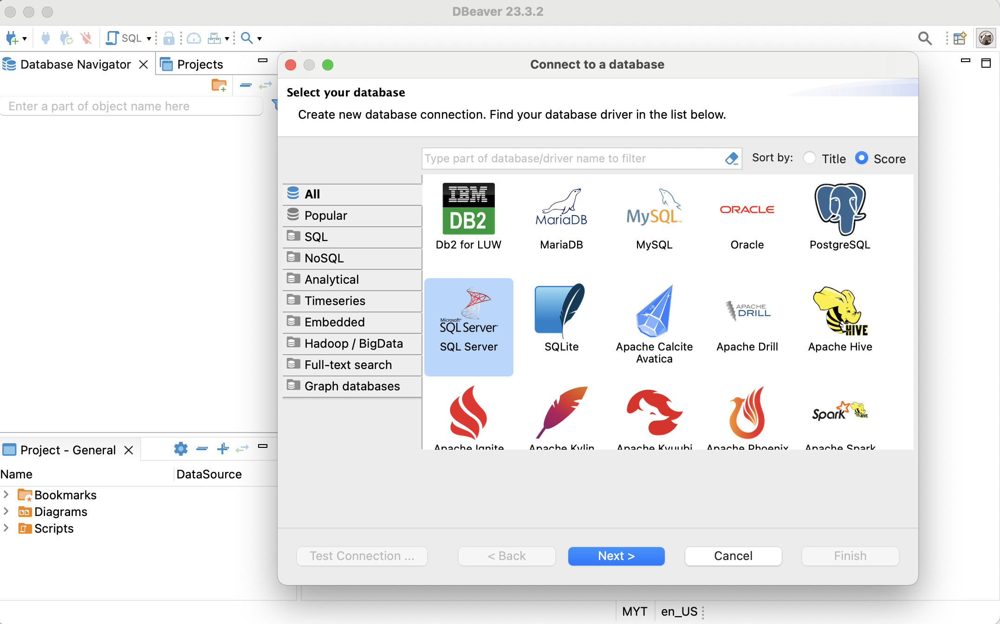 DBeaver 23.3.2
SQL
Database Navigator
Projects
Enter a part of object name here
Connect to a database
Select your database
Create new database connection. Find your database driver in the list below.
Type part of database/driver name to filter
Sort by:
Title
Score
All
Popular
SQL
NoSQL
Analytical
Timeseries
Embedded
Hadoop / BigData
Full-text search
Graph databases
IBM
DB2
Db2 for LUW
MariaDB
MariaDB
MySQL
MySQL
ORACLE
Oracle
PostgreSQL
Microsoft
SQL Server
SQL Server
SQLite
Apache Calcite
Avatica
APACHE
DRILL
Apache Drill
HIVE
Apache Hive
Apache Ignite
Apache Kylin
Apache Kyuubi
Apache Phoenix
Spark
HIVE
Apache Spark
Project - General
Name
DataSource
Bookmarks
Diagrams
Scripts
Test Connection ...
< Back
Next >
Cancel
Finish
MYT
en_US